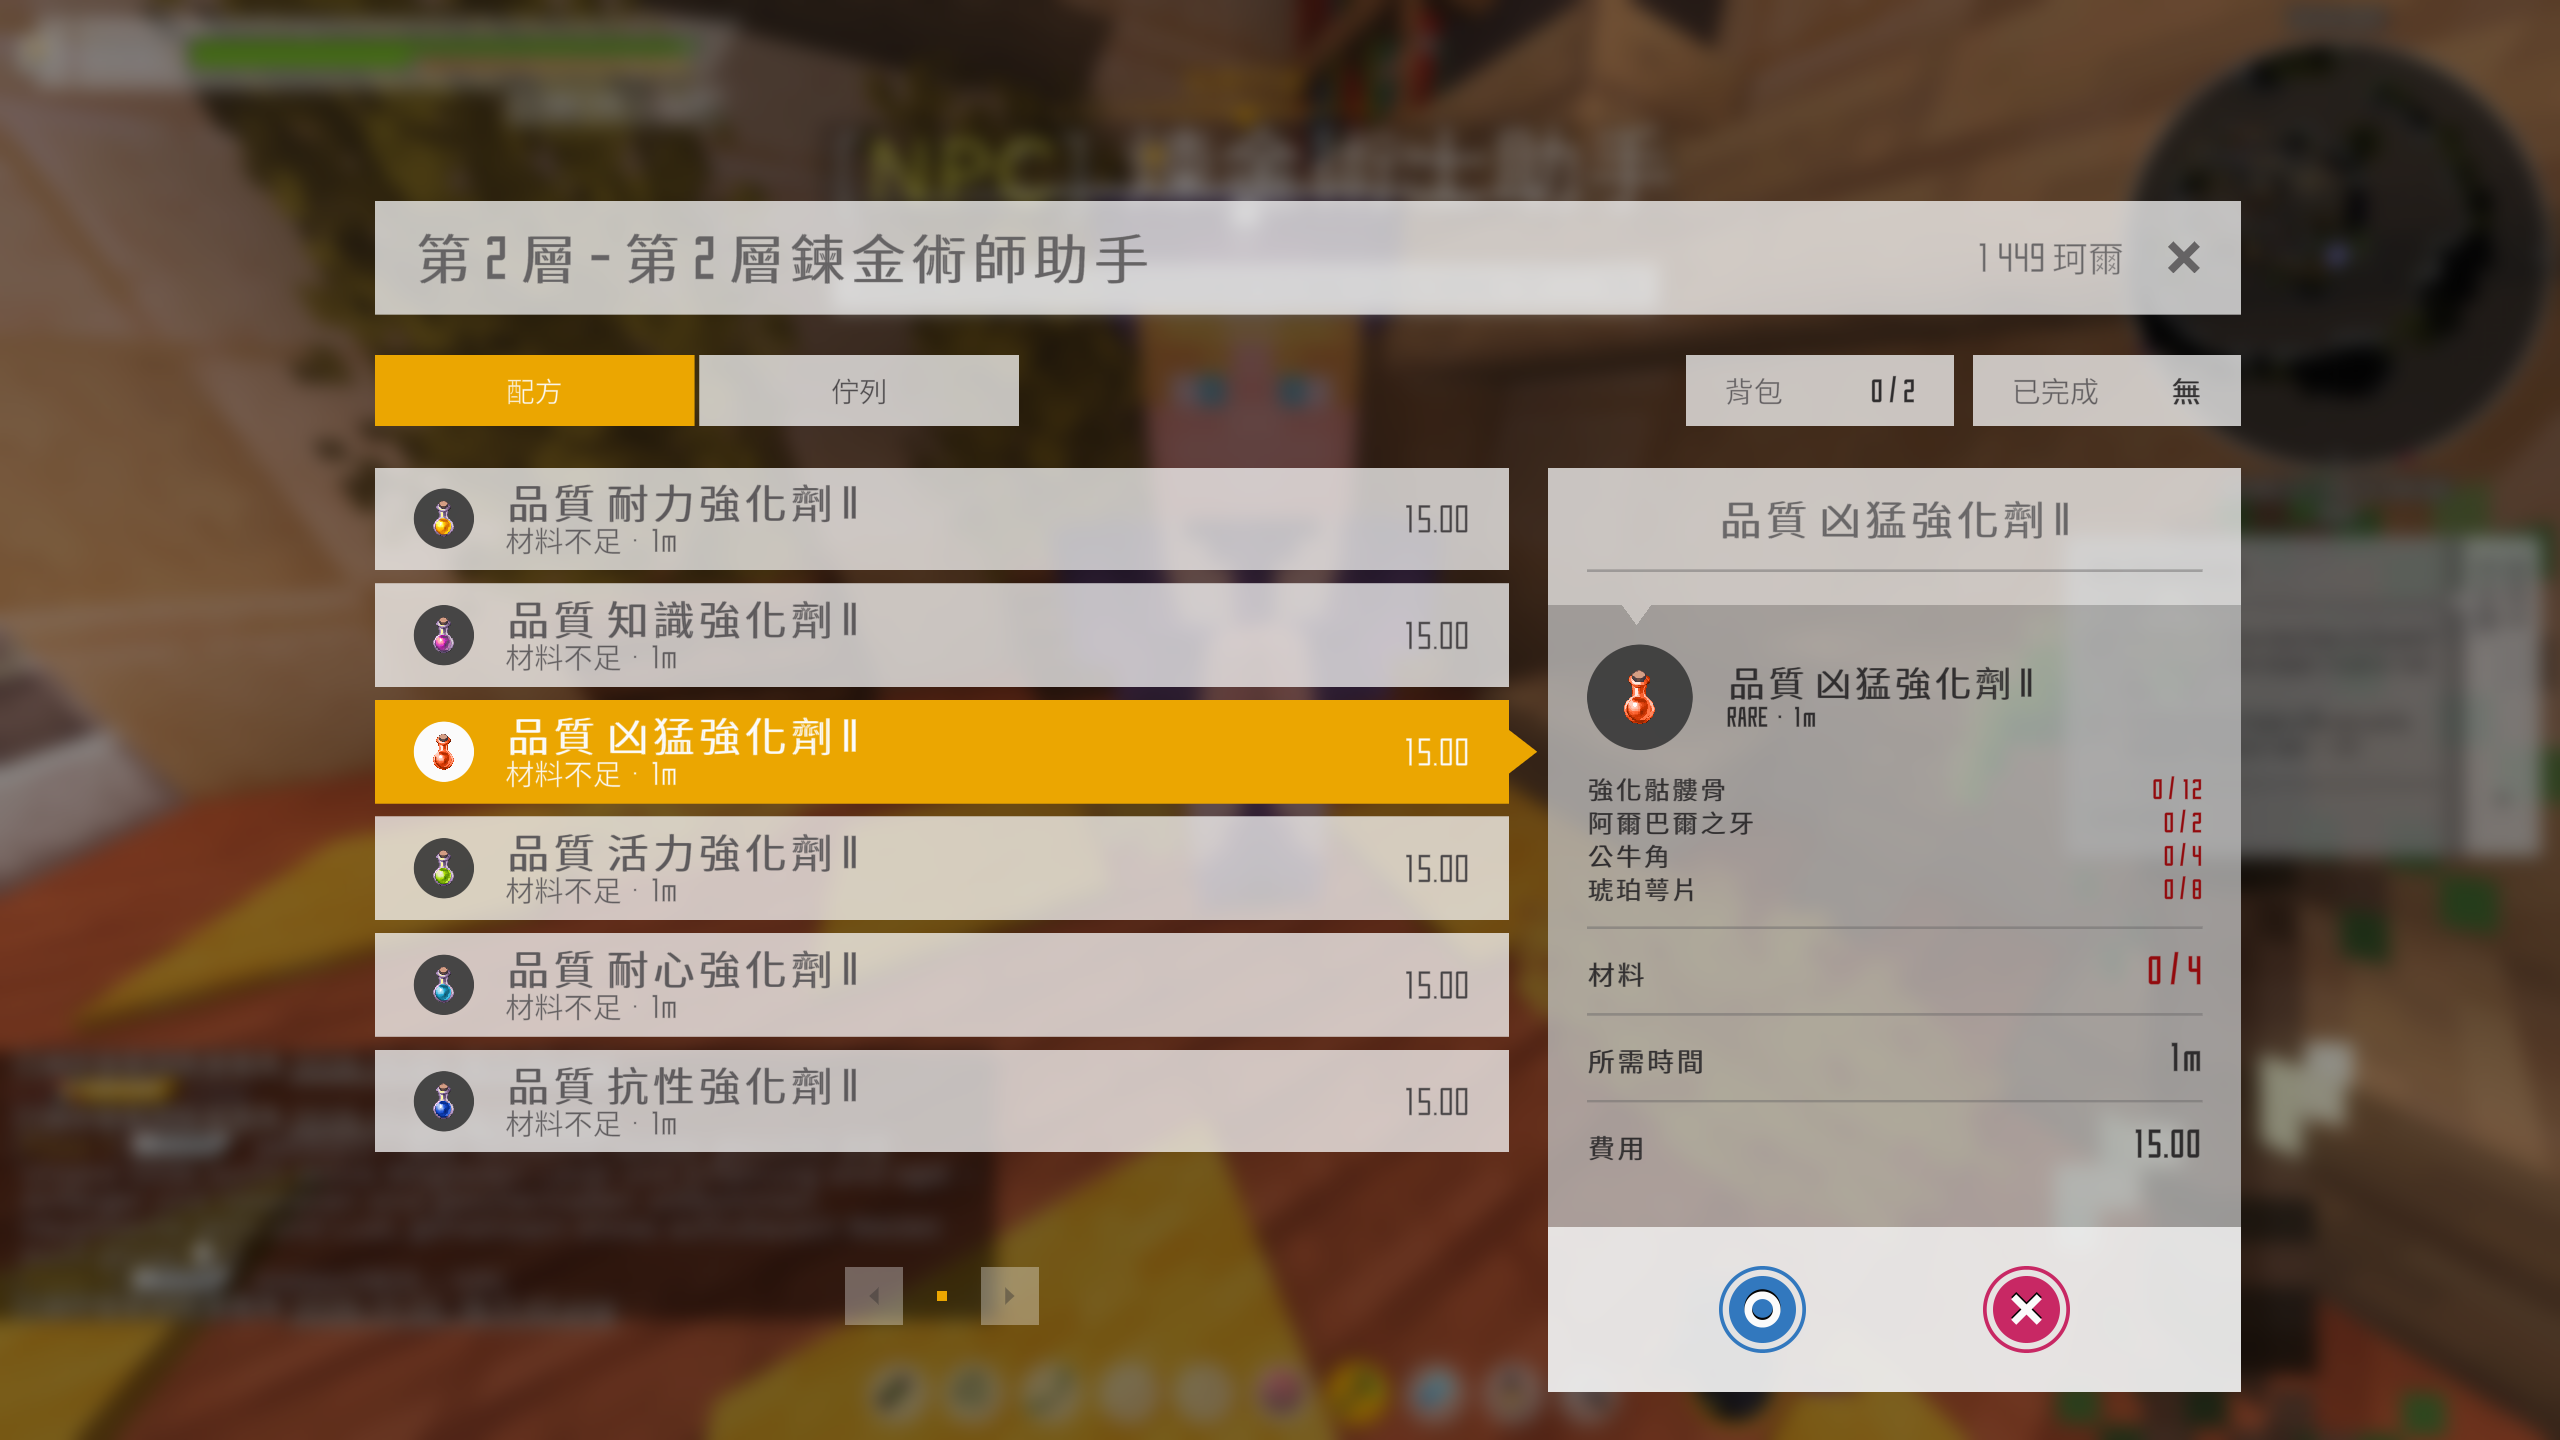 [NPC] 鍊金術士助手
第2層 - 第2層鍊金術師助手
1 449 珂爾
配方
佇列
背包 0/2
已完成 無
品質 耐力強化劑 II
材料不足 · 1m
15.00
品質 知識強化劑 II
材料不足 · 1m
15.00
品質 凶猛強化劑 II
材料不足 · 1m
15.00
品質 活力強化劑 II
材料不足 · 1m
15.00
品質 耐心強化劑 II
材料不足 · 1m
15.00
品質 抗性強化劑 II
材料不足 · 1m
15.00
品質 凶猛強化劑 II
品質 凶猛強化劑 II
RARE · 1m
強化骷髏骨 0/12
阿爾巴爾之牙 0/2
公牛角 0/4
琥珀萼片 0/8
材料 0/4
所需時間 1m
費用 15.00